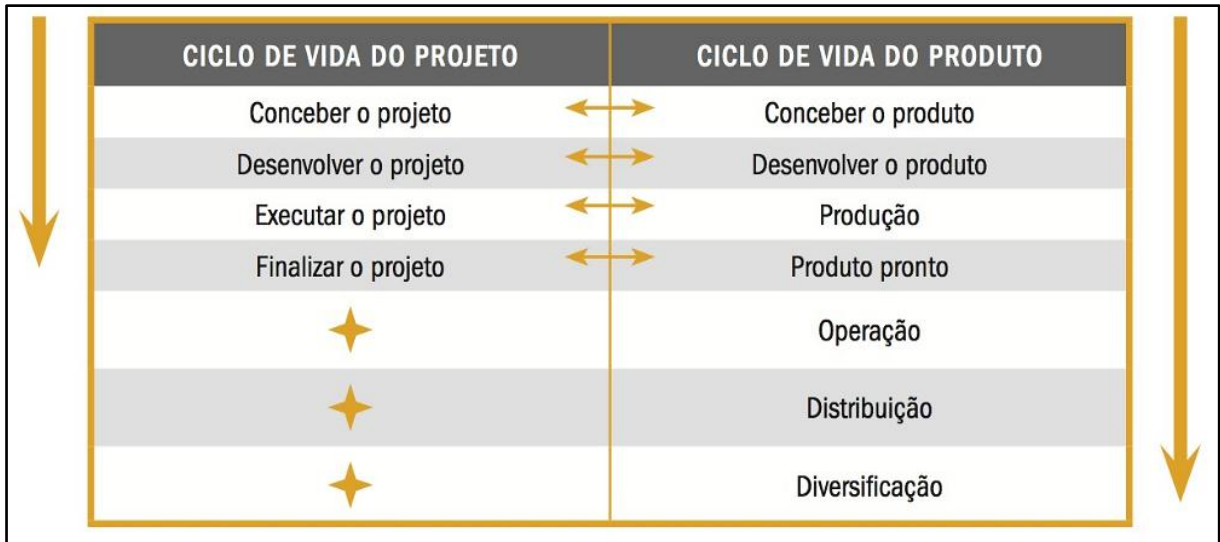 CICLO DE VIDA DO PROJETO
CICLO DE VIDA DO PRODUTO
Conceber o projeto
Conceber o produto
Desenvolver o projeto
Desenvolver o produto
Executar o projeto
Produção
Finalizar o projeto
Produto pronto
Operação
Distribuição
Diversificação